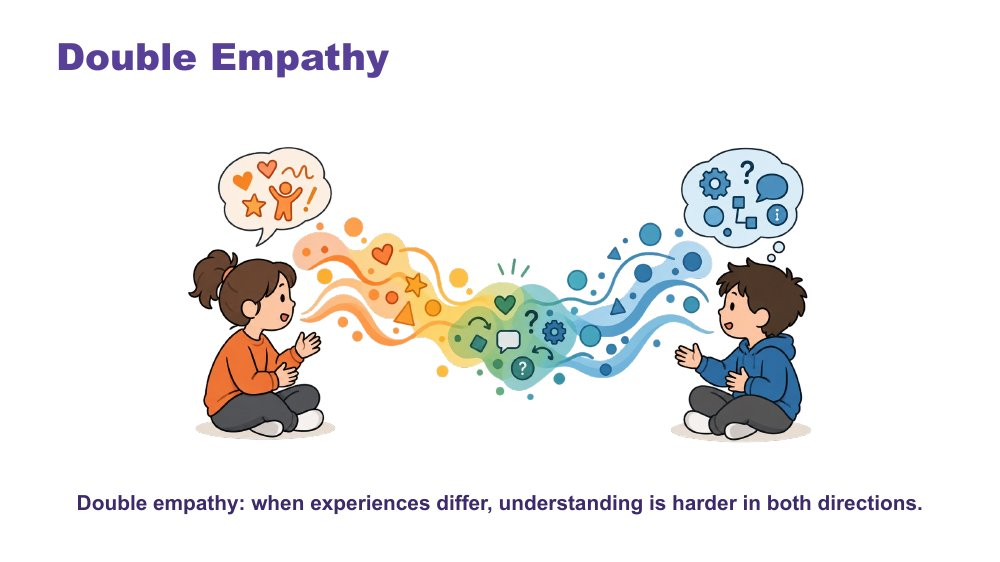 Double Empathy
!
?
i
?
?
Double empathy: when experiences differ, understanding is harder in both directions.